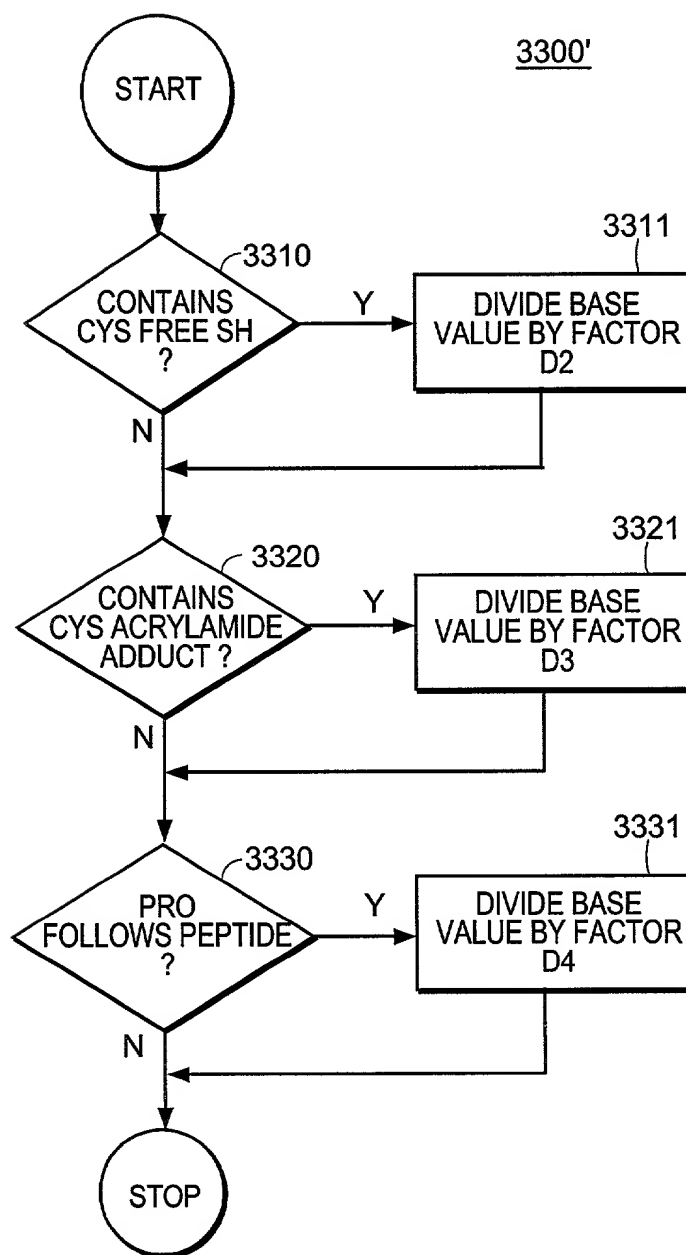 3300'
START
3310
CONTAINS
CYS FREE SH
?
Y
3311
DIVIDE BASE
VALUE BY FACTOR
D2
N
3320
CONTAINS
CYS ACRYLAMIDE
ADDUCT ?
Y
3321
DIVIDE BASE
VALUE BY FACTOR
D3
N
3330
PRO
FOLLOWS PEPTIDE
?
Y
3331
DIVIDE BASE
VALUE BY FACTOR
D4
N
STOP